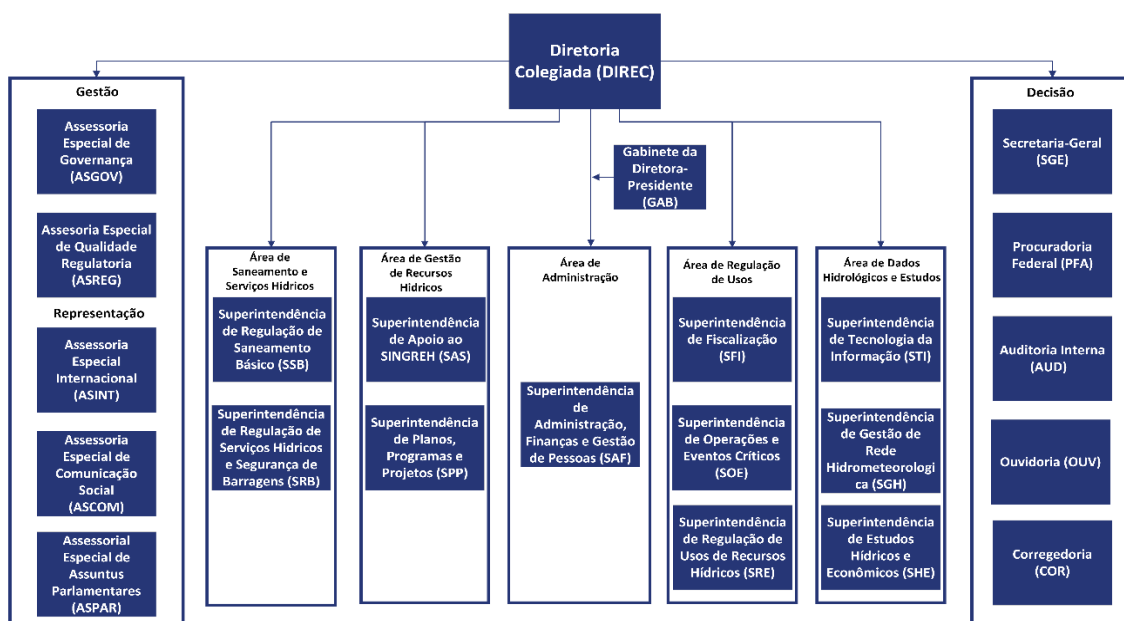 Diretoria
Colegiada (DIREC)
Gestão
Assessoria
Especial de
Governança
(ASGOV)
Assesoria Especial
de Qualidade
Regulatoria
(ASREG)
Representação
Assessoria
Especial
Internacional
(ASINT)
Assessoria
Especial de
Comunicação
Social
(ASCOM)
Assessorial
Especial de
Assuntus
Parlamentares
(ASPAR)
Gabinete da
Diretora-
Presidente
(GAB)
Área de
Saneamento e
Serviços Hidricos
Superintendência
de Regulação de
Saneamento
Básico (SSB)
Superintendência
de Regulação de
Serviços Hidricos
e Segurança de
Barragens (SRB)
Área de Gestão
de Recursos
Hidricos
Superintendência
de Apoio ao
SINGREH (SAS)
Superintendência
de Planos,
Programas e
Projetos (SPP)
Área de
Administração
Superintendência
de
Administração,
Finanças e Gestão
de Pessoas (SAF)
Área de Regulação
de Usos
Superintendência
de Fiscalização
(SFI)
Superintendência
de Operações e
Eventos Críticos
(SOE)
Superintendência
de Regulação de
Usos de Recursos
Hídricos (SRE)
Área de Dados
Hidrológicos e Estudos
Superintendência
de Tecnologia da
Informação (STI)
Superintendência
de Gestão de
Rede
Hidrometeorologi
ca (SGH)
Superintendência
de Estudos
Hídricos e
Econômicos (SHE)
Decisão
Secretaria-Geral
(SGE)
Procuradoria
Federal (PFA)
Auditoria Interna
(AUD)
Ouvidoria (OUV)
Corregedoria
(COR)